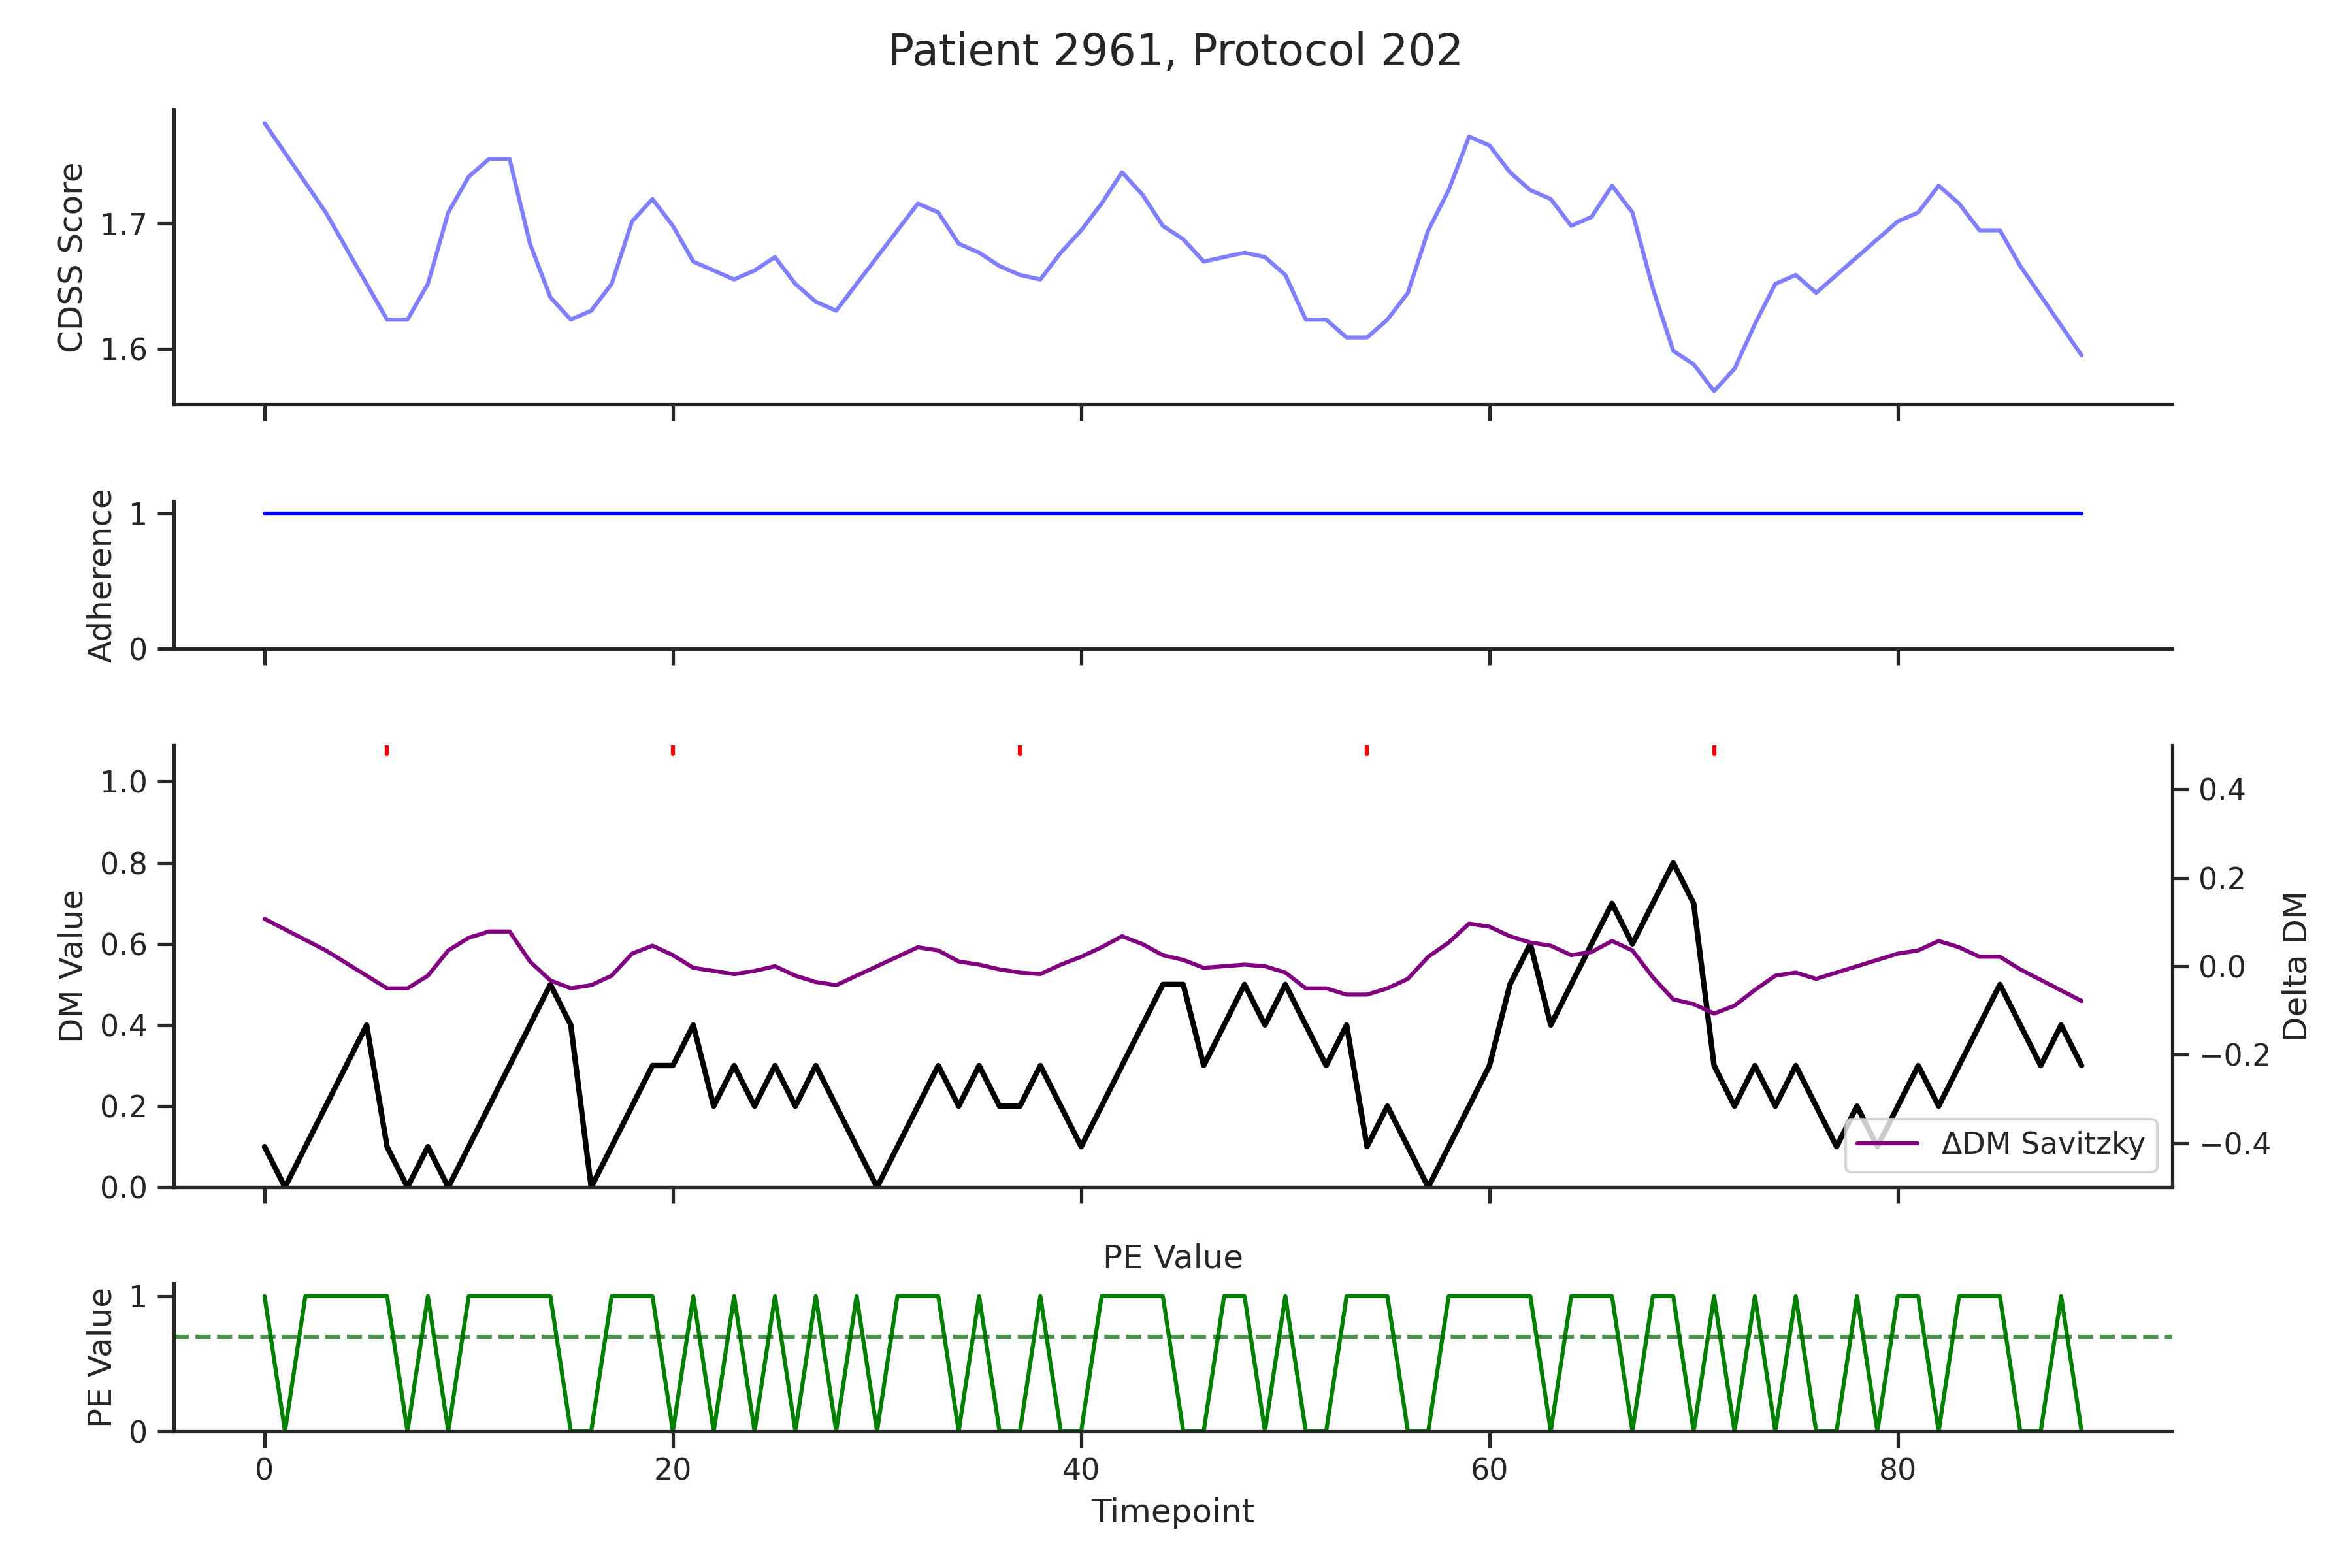 Patient 2961, Protocol 202
CDSS Score
1.7
1.6
Adherence
1
0
DM Value
1.0
0.8
0.6
0.4
0.2
0.0
0.4
0.2
0.0
−0.2
−0.4
Delta DM
ΔDM Savitzky
PE Value
PE Value
1
0
0 20 40 60 80
Timepoint